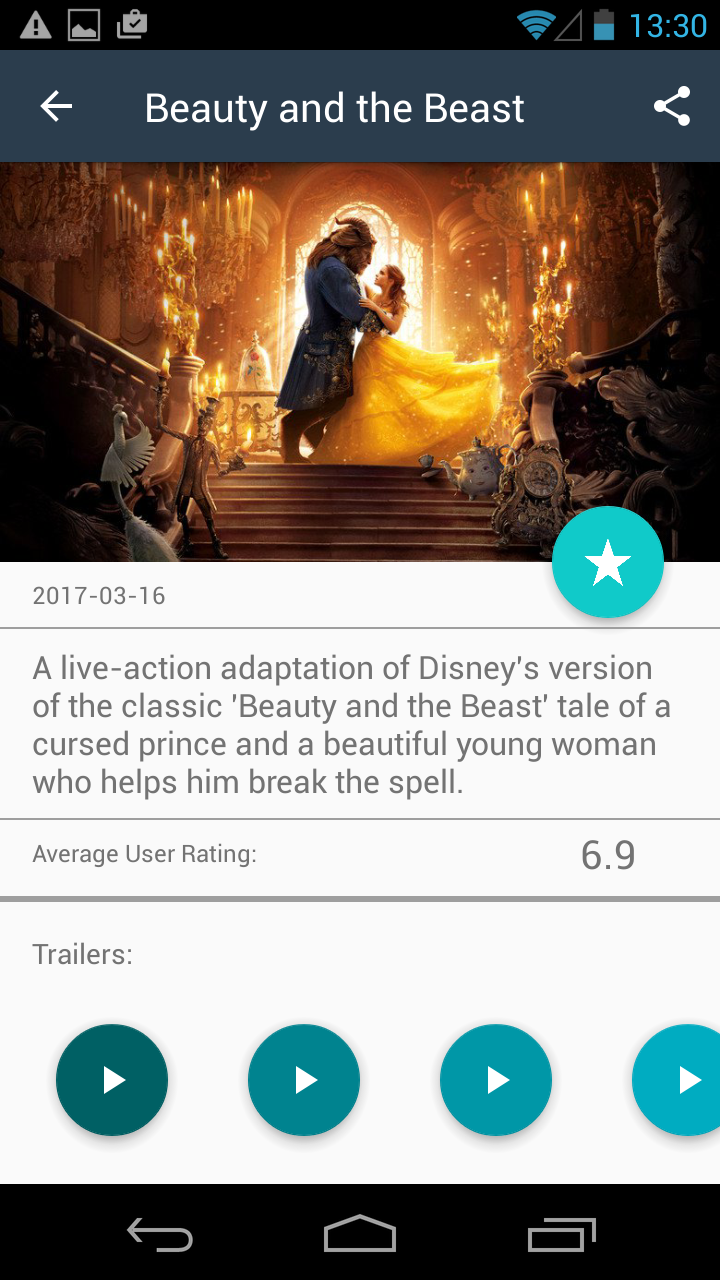 13:30
Beauty and the Beast
2017-03-16
A live-action adaptation of Disney's version
of the classic 'Beauty and the Beast' tale of a
cursed prince and a beautiful young woman
who helps him break the spell.
Average User Rating:
6.9
Trailers: